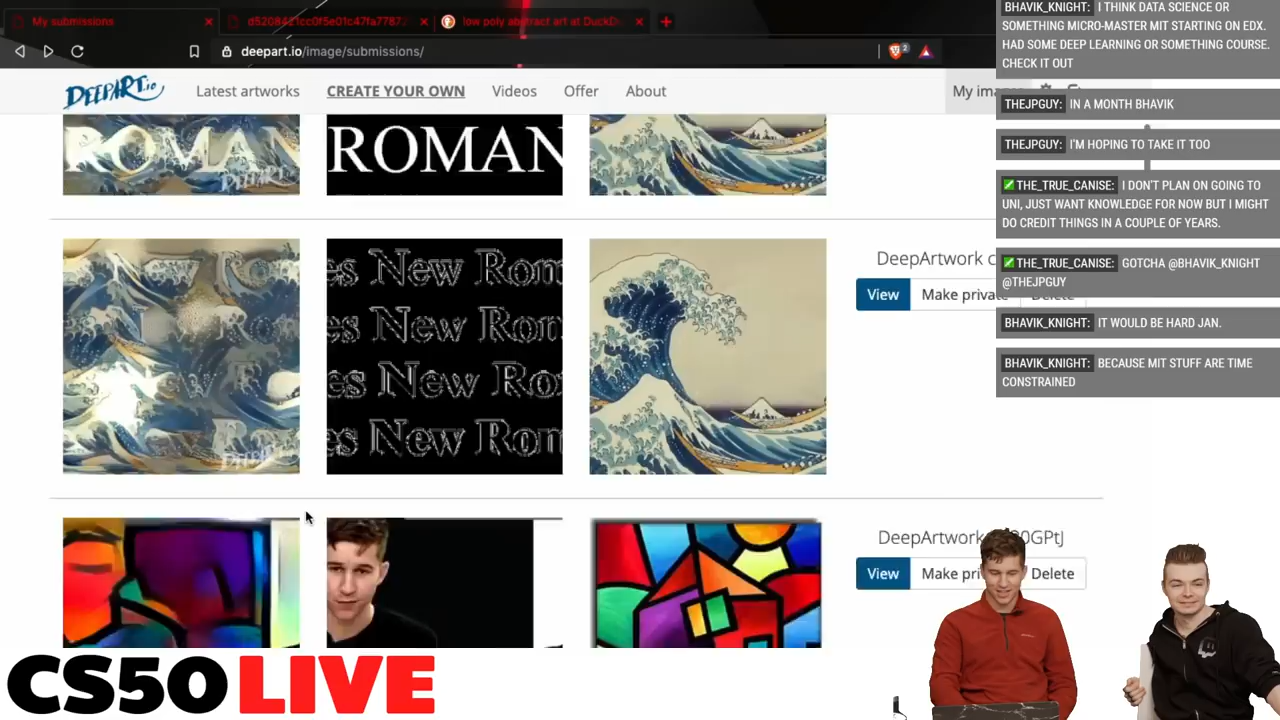 My submissions
d5208421cc0f5e01c47fa7787
low poly abstract art at DuckD
deepart.io/image/submissions/
2
DEEPART.io
Latest artworks
CREATE YOUR OWN
Videos
Offer
About
My images
ROMAN
ROMAN
es New Rom
es New Rom
es New Rom
es New Rom
DeepArtwork
View
Make private
Delete
DeepArtwork
View
Make pri
Delete
BHAVIK_KNIGHT: I THINK DATA SCIENCE OR
SOMETHING MICRO-MASTER MIT STARTING ON EDX.
HAD SOME DEEP LEARNING OR SOMETHING COURSE.
CHECK IT OUT
THEJPGUY: IN A MONTH BHAVIK
THEJPGUY: I'M HOPING TO TAKE IT TOO
THE_TRUE_CANISE: I DON'T PLAN ON GOING TO
UNI, JUST WANT KNOWLEDGE FOR NOW BUT I MIGHT
DO CREDIT THINGS IN A COUPLE OF YEARS.
THE_TRUE_CANISE: GOTCHA @BHAVIK_KNIGHT
@THEJPGUY
BHAVIK_KNIGHT: IT WOULD BE HARD JAN.
BHAVIK_KNIGHT: BECAUSE MIT STUFF ARE TIME
CONSTRAINED
CS50 LIVE